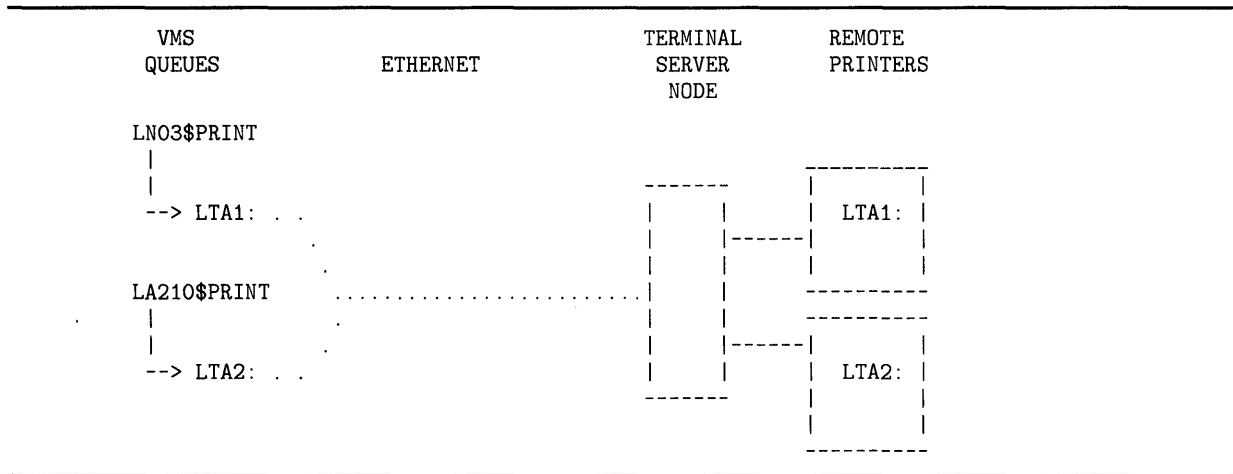 VMS TERMINAL REMOTE
QUEUES ETHERNET SERVER PRINTERS
NODE
LN03$PRINT
--> LTA1: . . LTA1:
LA210$PRINT
--> LTA2: . . LTA2: